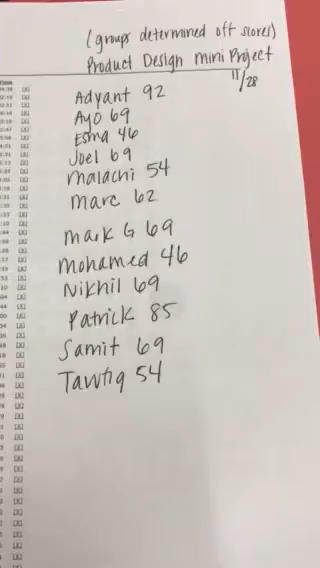 (groups determined off scores)
Product Design Mini Project
11/28
Adyant 92
Ayo 69
Esma 46
Joel 69
Malachi 54
Marc 62
Mark G 69
Mohamed 46
Nikhil 69
Patrick 85
Samit 69
Tawfiq 54